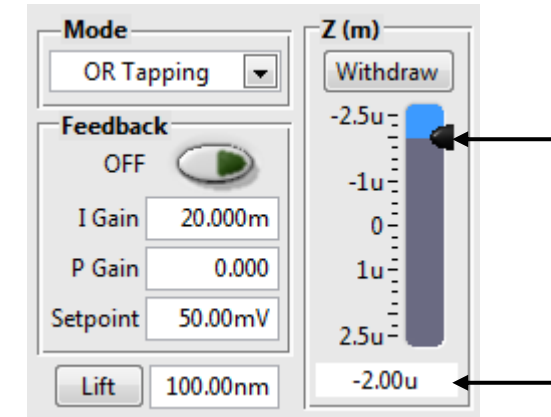 Mode
OR Tapping
Feedback
OFF
I Gain 20.000m
P Gain 0.000
Setpoint 50.00mV
Lift 100.00nm
Z (m)
Withdraw
-2.5u
-1u
0
1u
2.5u
-2.00u